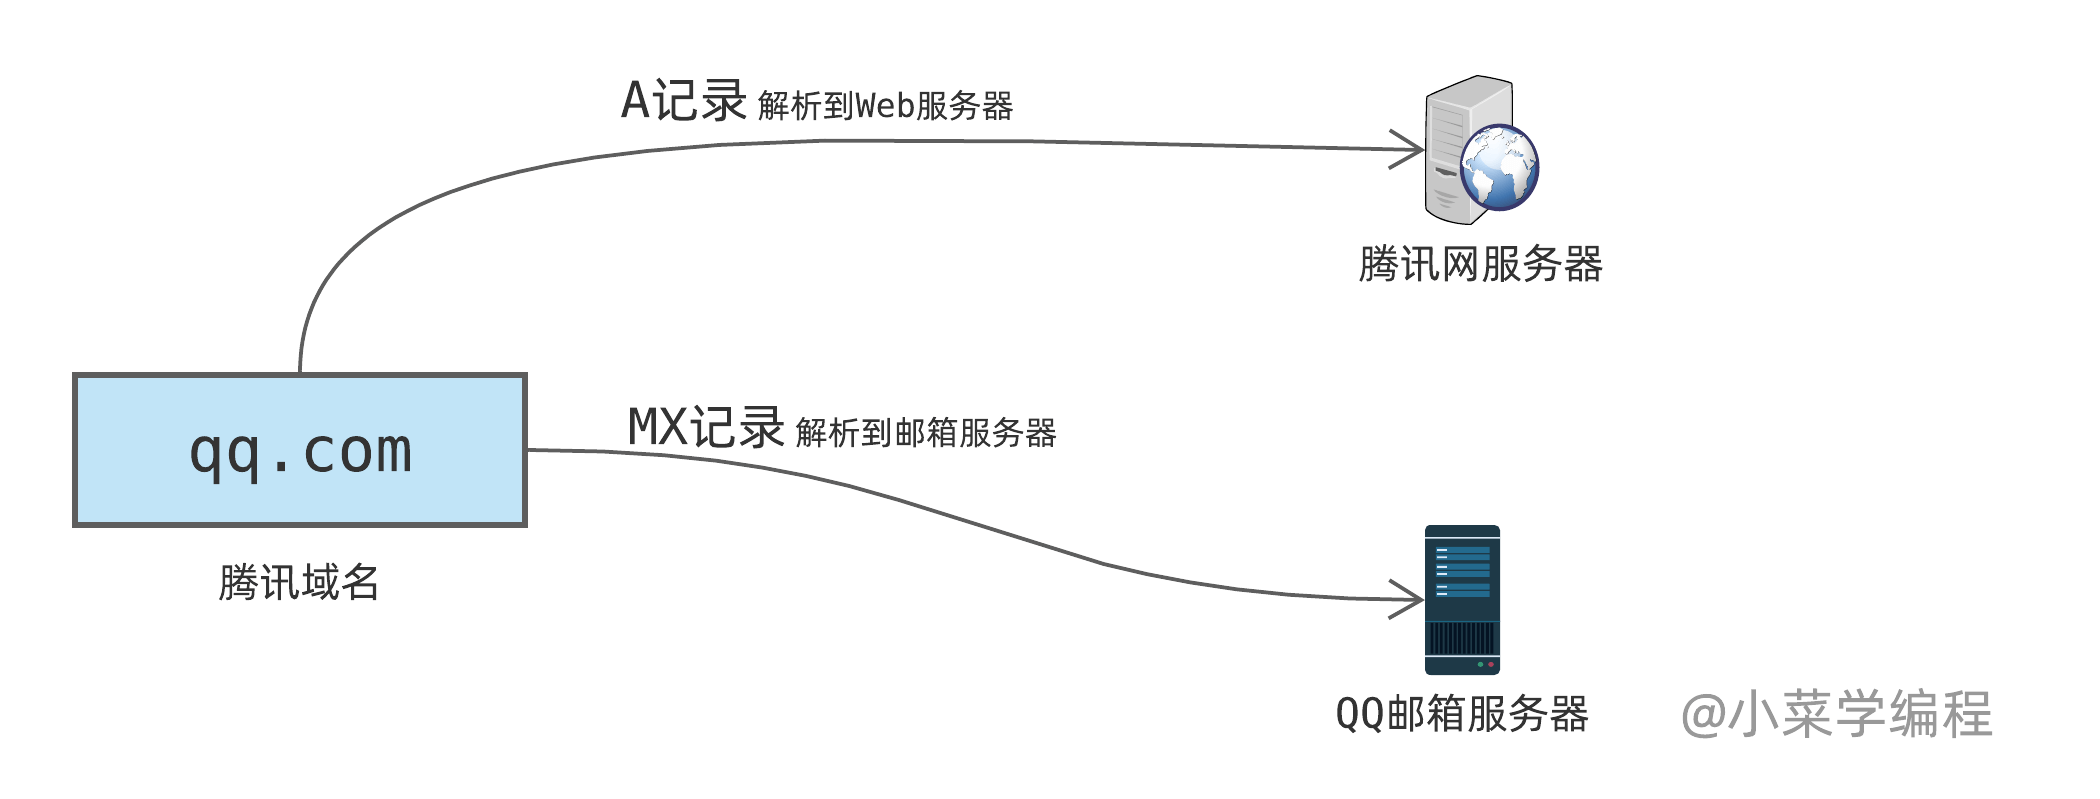 A记录 解析到Web服务器
腾讯网服务器
MX记录 解析到邮箱服务器
qq.com
腾讯域名
QQ邮箱服务器
@小菜学编程